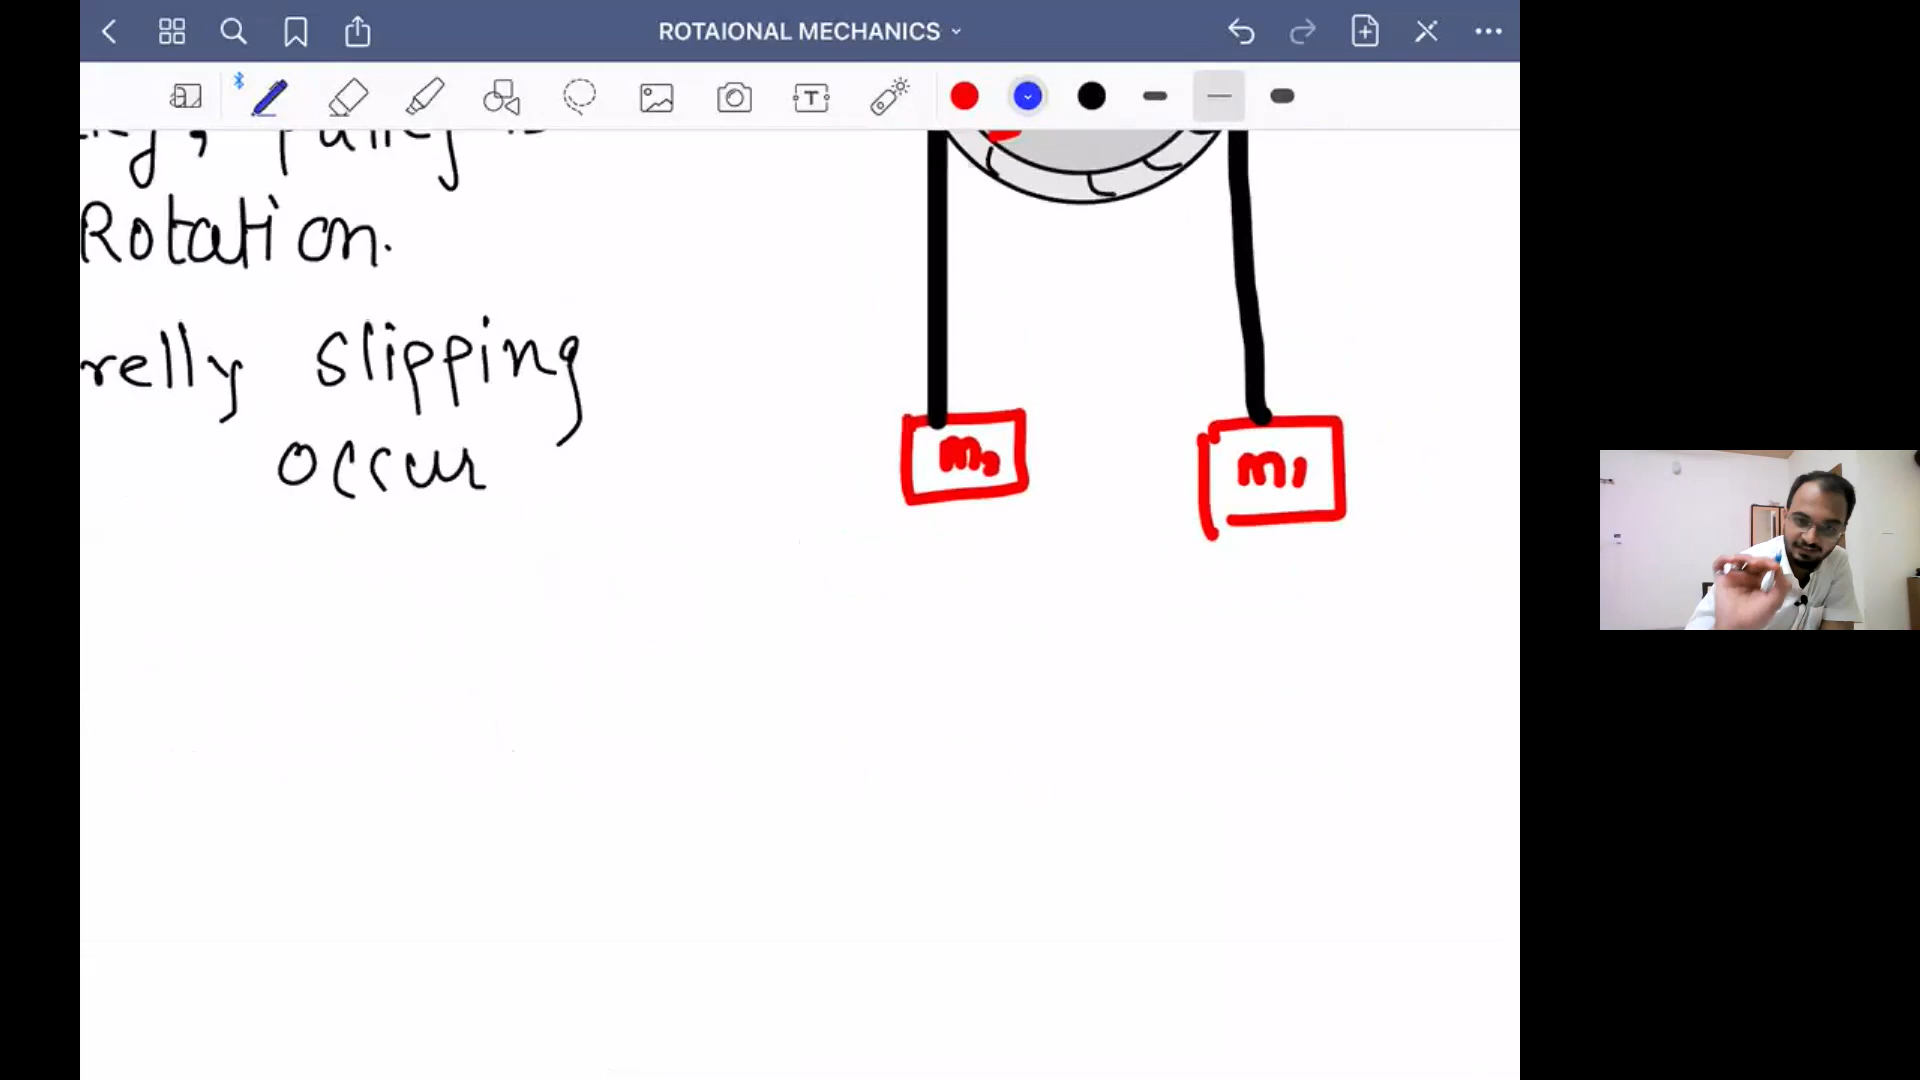 ROTAIONAL MECHANICS
Rotation.
relly slipping
occur
m₂
m1